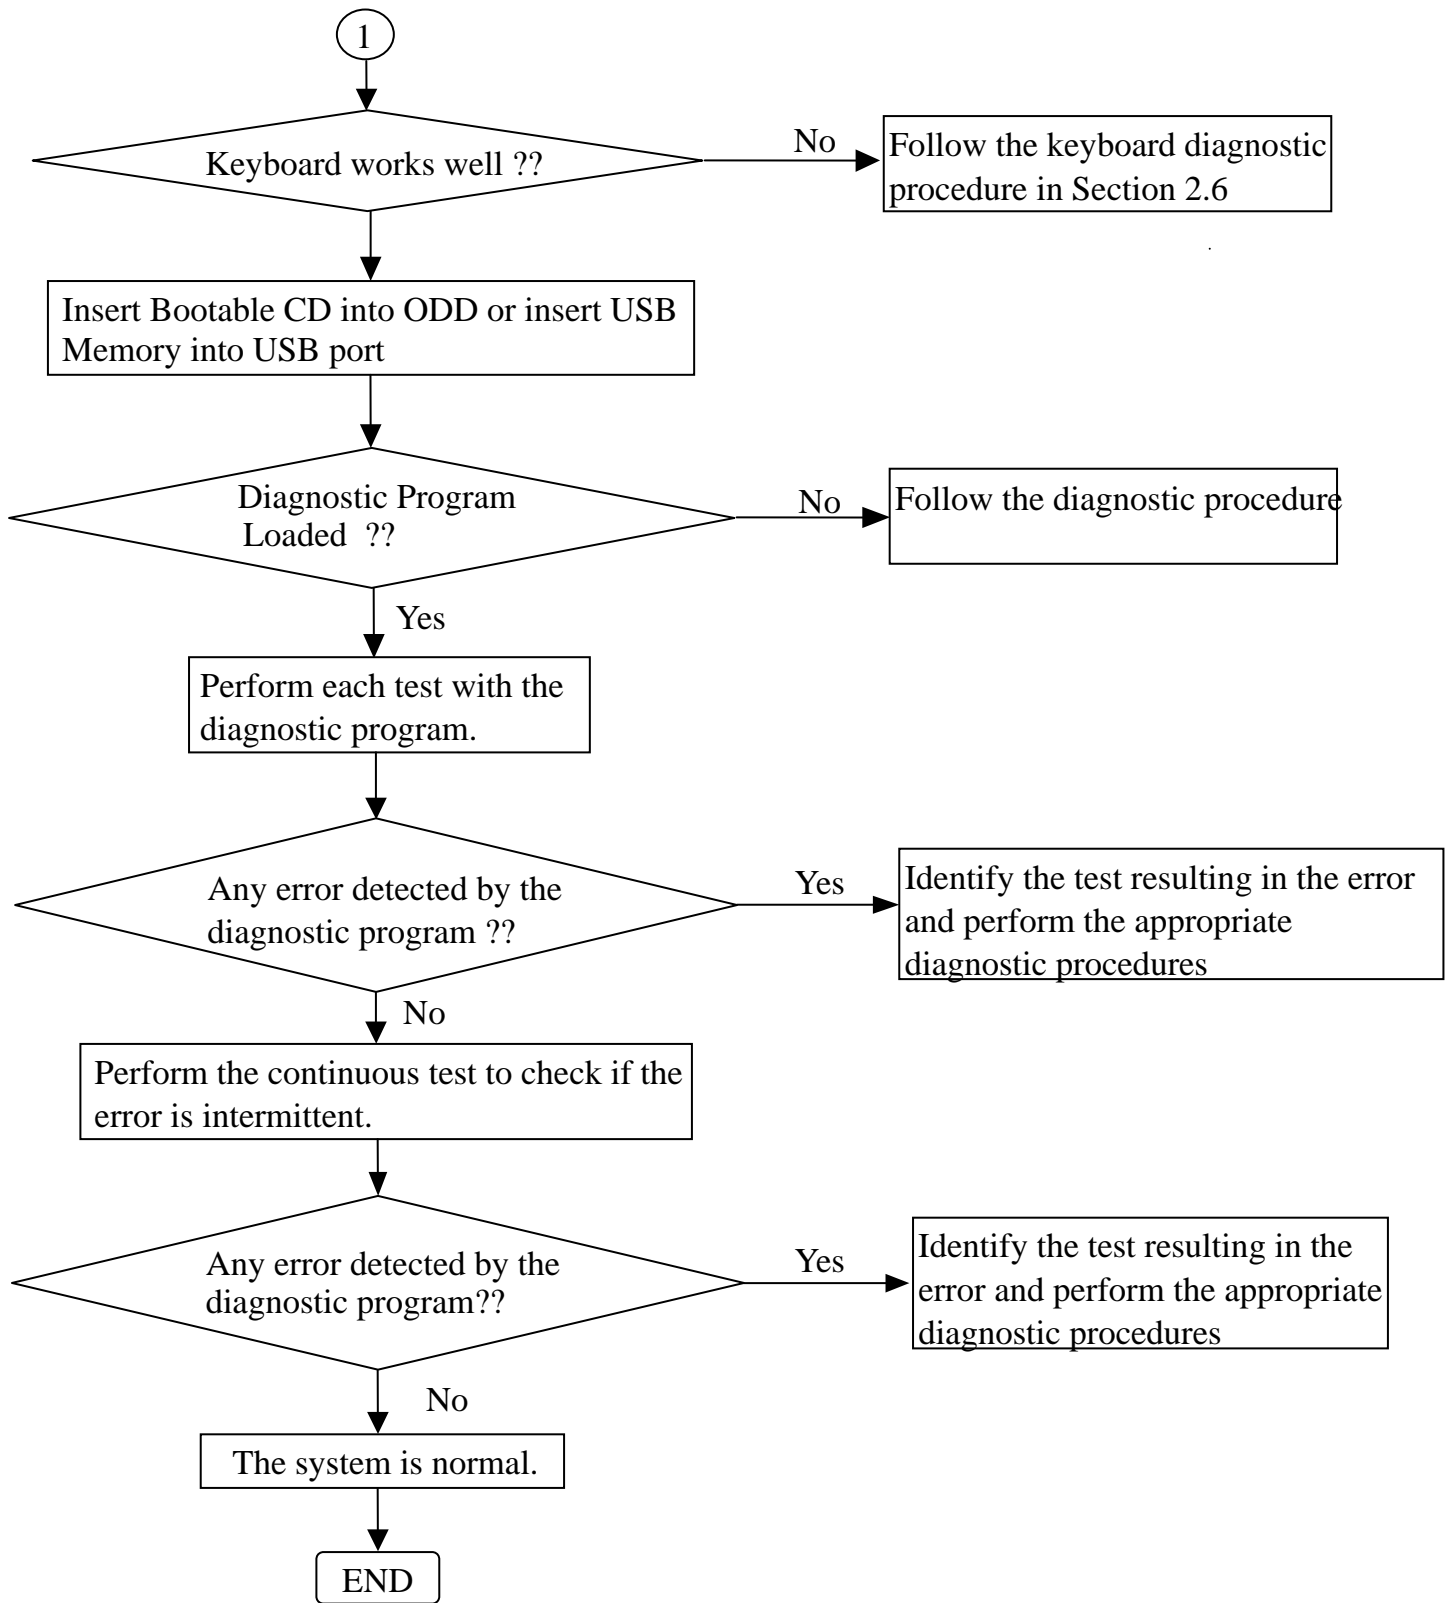 1
Keyboard works well ??
No
Follow the keyboard diagnostic
procedure in Section 2.6
Insert Bootable CD into ODD or insert USB
Memory into USB port
Diagnostic Program
Loaded ??
No
Follow the diagnostic procedure
Yes
Perform each test with the
diagnostic program.
Any error detected by the
diagnostic program ??
Yes
Identify the test resulting in the error
and perform the appropriate
diagnostic procedures
No
Perform the continuous test to check if the
error is intermittent.
Any error detected by the
diagnostic program??
Yes
Identify the test resulting in the
error and perform the appropriate
diagnostic procedures
No
The system is normal.
END